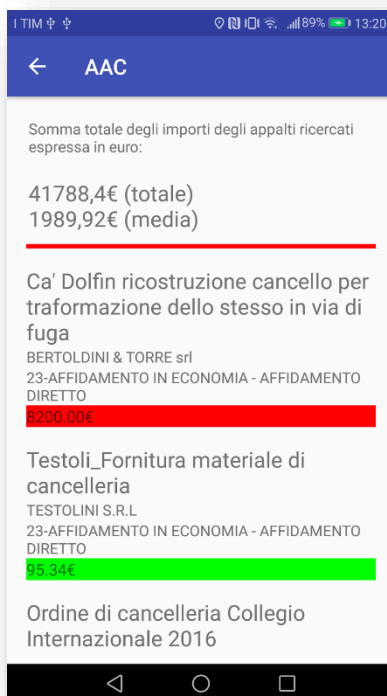 I TIM 89% 13:20
AAC
Somma totale degli importi degli appalti ricercati
espressa in euro:
41788,4€ (totale)
1989,92€ (media)
Ca' Dolfin ricostruzione cancello per
traformazione dello stesso in via di
fuga
BERTOLDINI & TORRE srl
23-AFFIDAMENTO IN ECONOMIA - AFFIDAMENTO
DIRETTO
8200.00€
Testoli_Fornitura materiale di
cancelleria
TESTOLINI S.R.L
23-AFFIDAMENTO IN ECONOMIA - AFFIDAMENTO
DIRETTO
95.34€
Ordine di cancelleria Collegio
Internazionale 2016